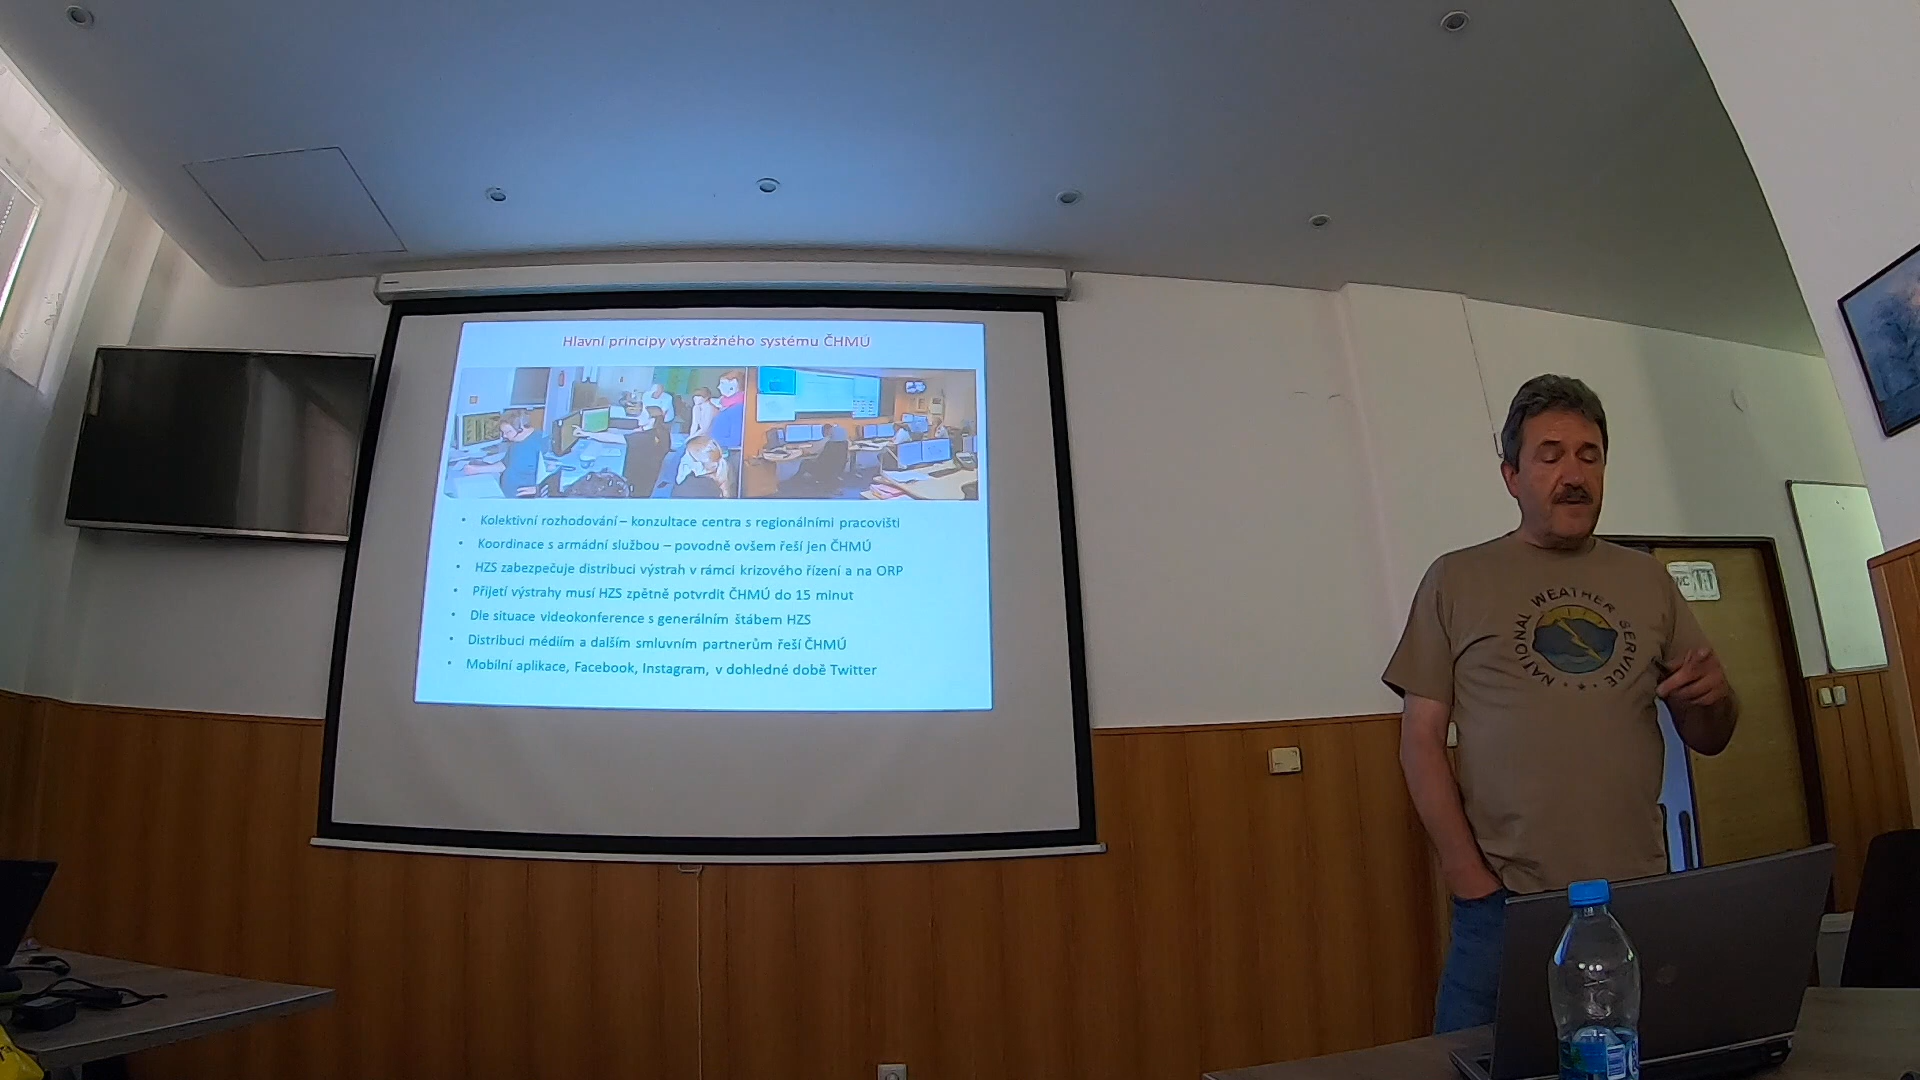 Hlavní principy výstražného systému ČHMÚ
• Kolektivní rozhodování – konzultace centra s regionálními pracovišti
• Koordinace s armádní službou – povodně ovšem řeší jen ČHMÚ
• HZS zabezpečuje distribuci výstrah v rámci krizového řízení a na ORP
• Přijetí výstrahy musí HZS zpětně potvrdit ČHMÚ do 15 minut
• Dle situace videokonference s generálním štábem HZS
• Distribuci médiím a dalším smluvním partnerům řeší ČHMÚ
• Mobilní aplikace, Facebook, Instagram, v dohledné době Twitter
NATIONAL WEATHER SERVICE
WC